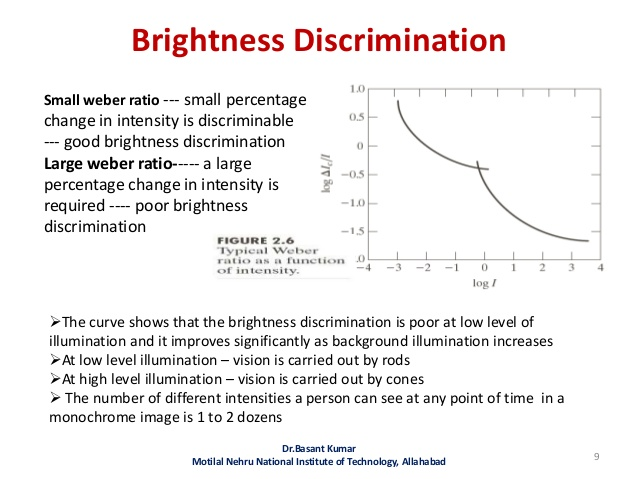 Brightness Discrimination
Small weber ratio --- small percentage
change in intensity is discriminable
--- good brightness discrimination
Large weber ratio----- a large
percentage change in intensity is
required ---- poor brightness
discrimination
FIGURE 2.6
Typical Weber
ratio as a function
of intensity.
1.0
0.5
0
−0.5
−1.0
−1.5
.0
log ΔIc/I
−4 −3 −2 −1 0 1 2 3 4
log I
➢The curve shows that the brightness discrimination is poor at low level of
illumination and it improves significantly as background illumination increases
➢At low level illumination – vision is carried out by rods
➢At high level illumination – vision is carried out by cones
➢ The number of different intensities a person can see at any point of time in a
monochrome image is 1 to 2 dozens
Dr.Basant Kumar
Motilal Nehru National Institute of Technology, Allahabad
9